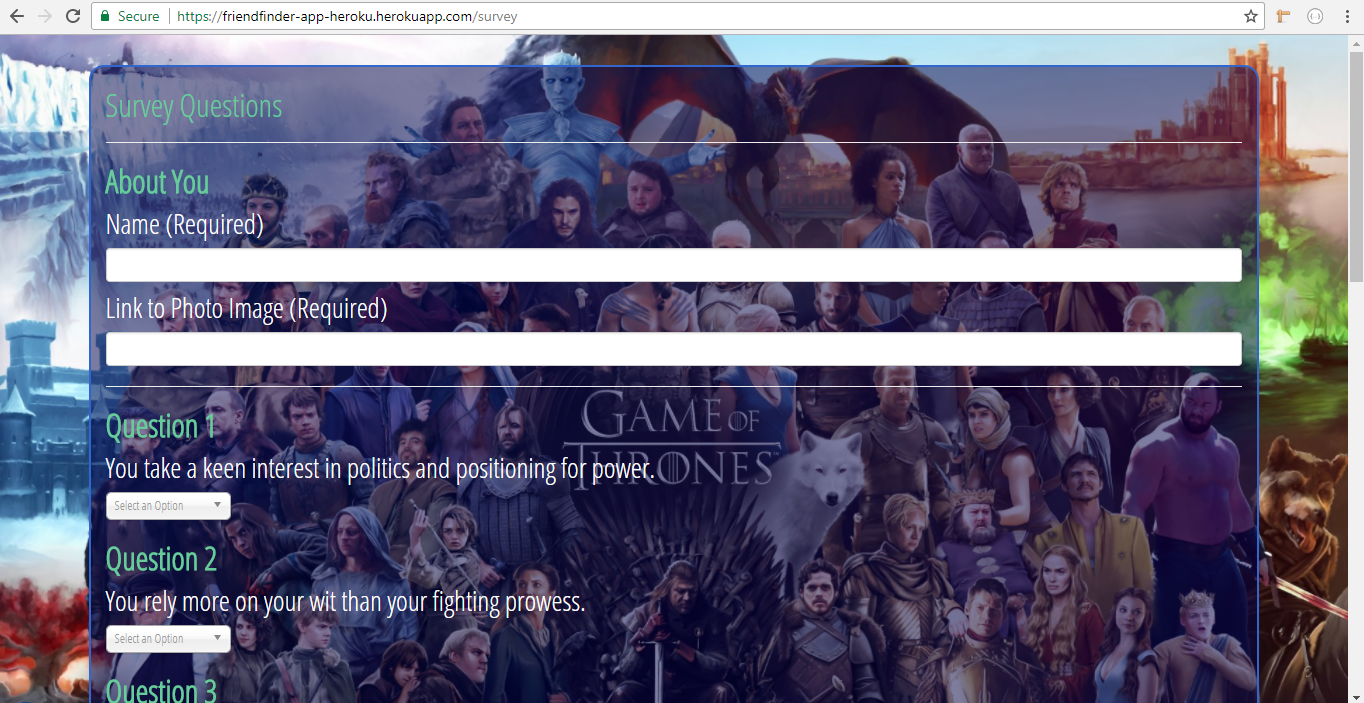 Secure
https://friendfinder-app-heroku.herokuapp.com/survey
Survey Questions
About You
Name (Required)
Link to Photo Image (Required)
GAME OF
THRONES
Question 1
You take a keen interest in politics and positioning for power.
Select an Option
Question 2
You rely more on your wit than your fighting prowess.
Select an Option
Question 3